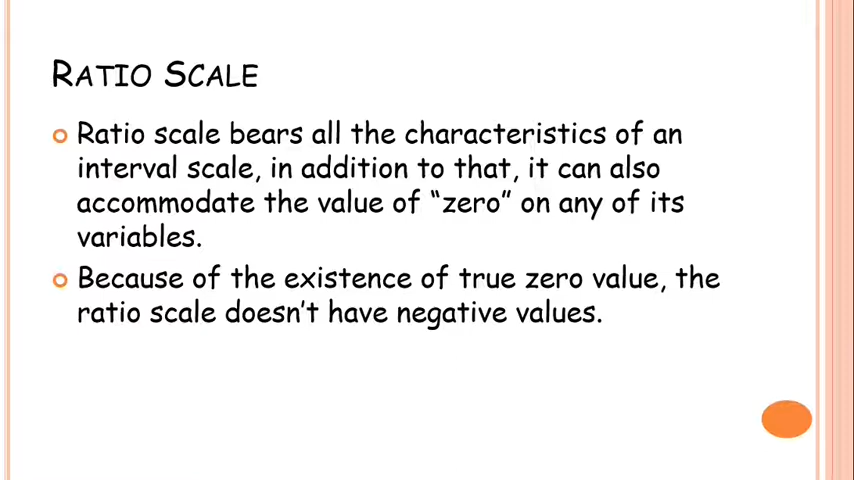 RATIO SCALE
Ratio scale bears all the characteristics of an
interval scale, in addition to that, it can also
accommodate the value of “zero” on any of its
variables.
Because of the existence of true zero value, the
ratio scale doesn’t have negative values.